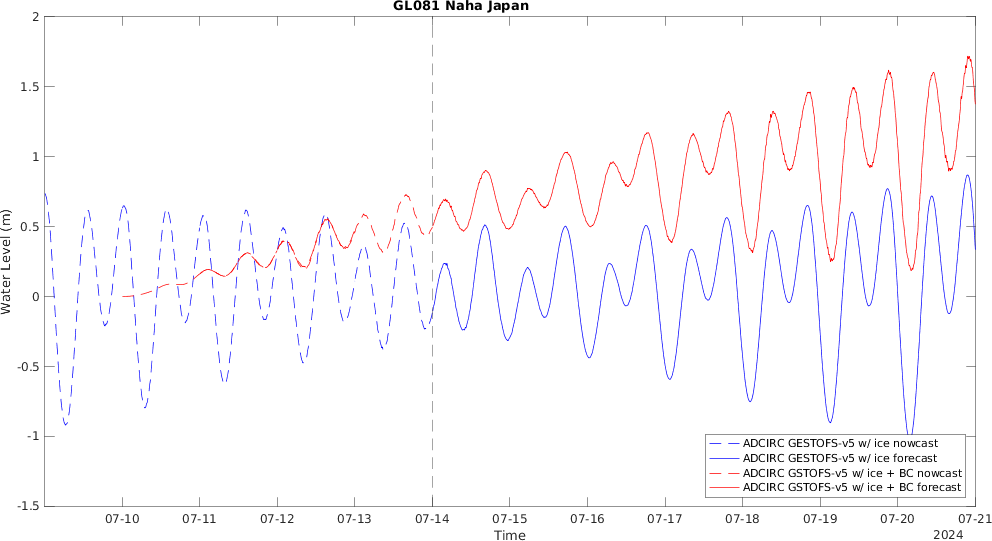 GL081 Naha Japan
2
1.5
1
0.5
0
-0.5
-1
-1.5
Water Level (m)
ADCIRC GESTOFS-v5 w/ ice nowcast
ADCIRC GESTOFS-v5 w/ ice forecast
ADCIRC GSTOFS-v5 w/ ice + BC nowcast
ADCIRC GSTOFS-v5 w/ ice + BC forecast
07-10 07-11 07-12 07-13 07-14 07-15 07-16 07-17 07-18 07-19 07-20 07-21
Time
2024